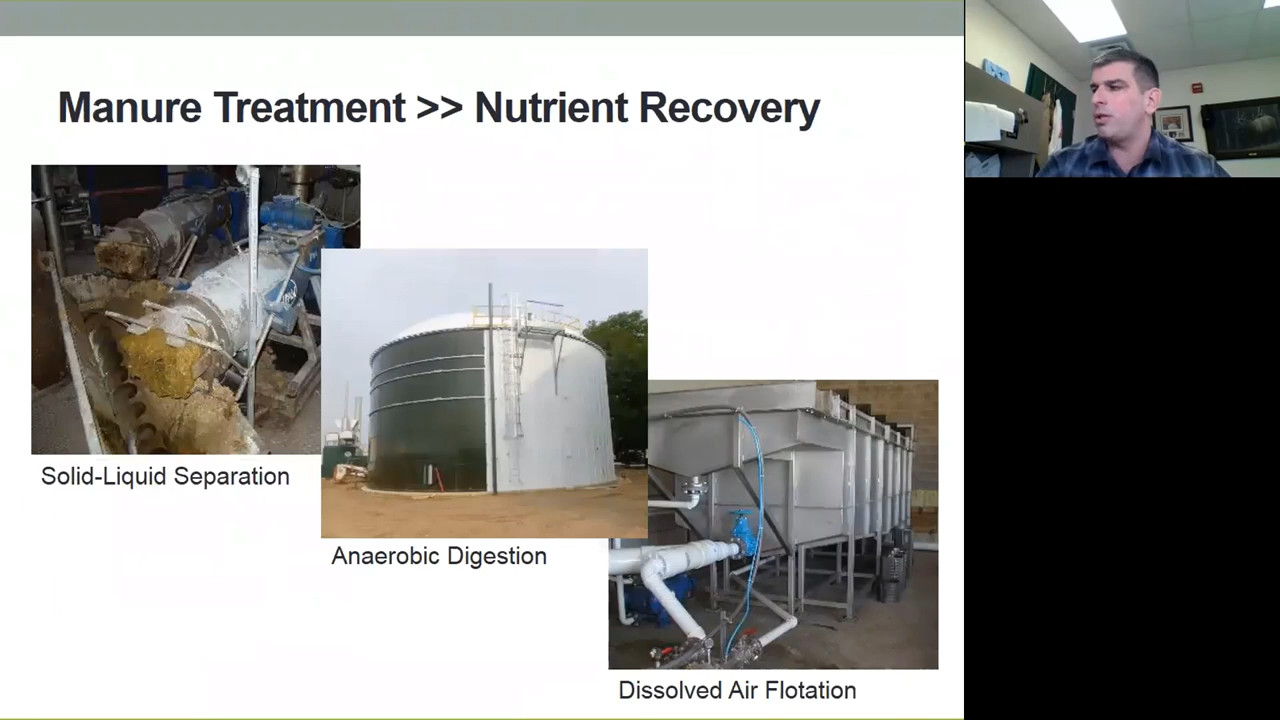 Manure Treatment >> Nutrient Recovery
Solid-Liquid Separation
Anaerobic Digestion
Dissolved Air Flotation